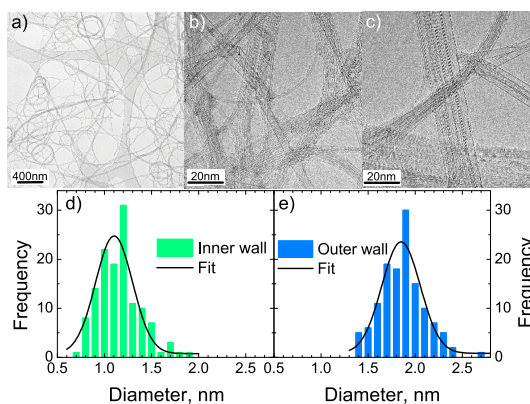 a)
b)
c)
400nm
20nm
20nm
d)
e)
Inner wall
Fit
Outer wall
Fit
Frequency
30
20
10
0
30
20
10
0
Frequency
0.5 1.0 1.5 2.0 0.5 1.0 1.5 2.0 2.5
Diameter, nm
Diameter, nm